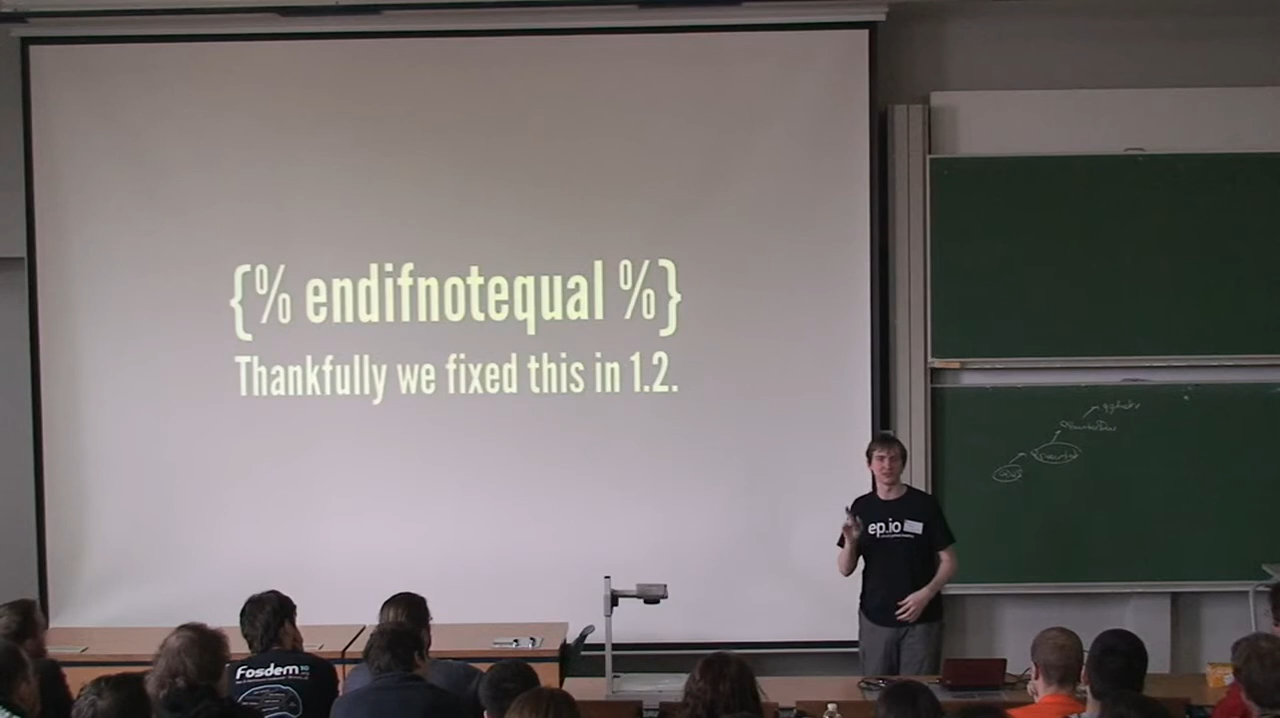 {% endifnotequal %}
Thankfully we fixed this in 1.2.
ep.io
Fosdem